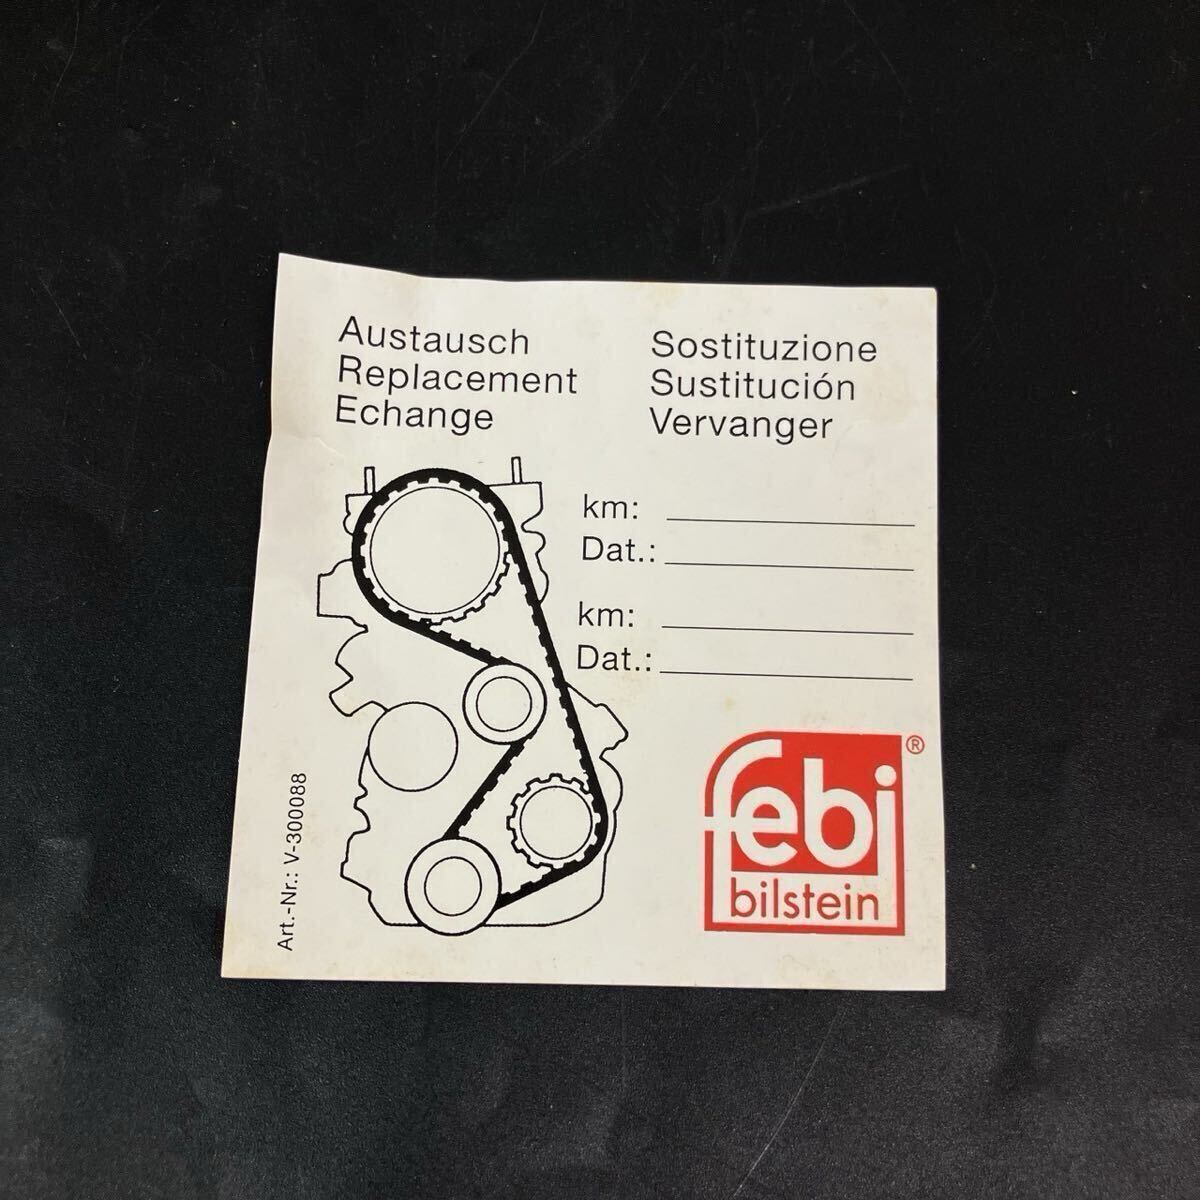 Austausch
Replacement
Echange
Sostituzione
Sustitución
Vervanger
km:
Dat.:
km:
Dat.:
Art.-Nr.: V-300088
febi®
bilstein